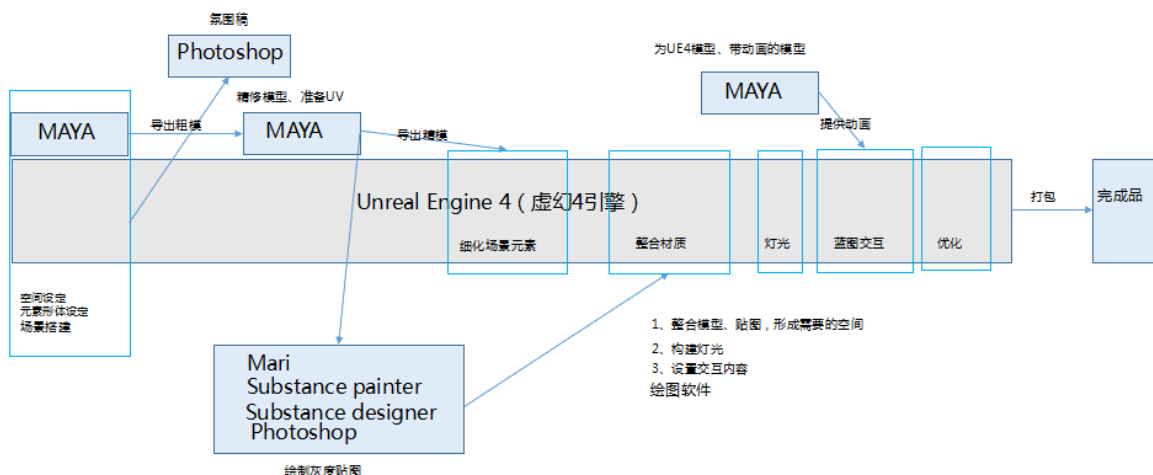 氛围稿
Photoshop
为UE4模型、带动画的模型
MAYA
精修模型、准备UV
MAYA
导出粗模
MAYA
导出精模
提供动画
Unreal Engine 4（虚幻4引擎）
打包
完成品
细化场景元素
整合材质
灯光
蓝图交互
优化
空间设定
元素形体设定
场景搭建
1、整合模型、贴图，形成需要的空间
2、构建灯光
3、设置交互内容
绘图软件
Mari
Substance painter
Substance designer
Photoshop
绘制灰度贴图